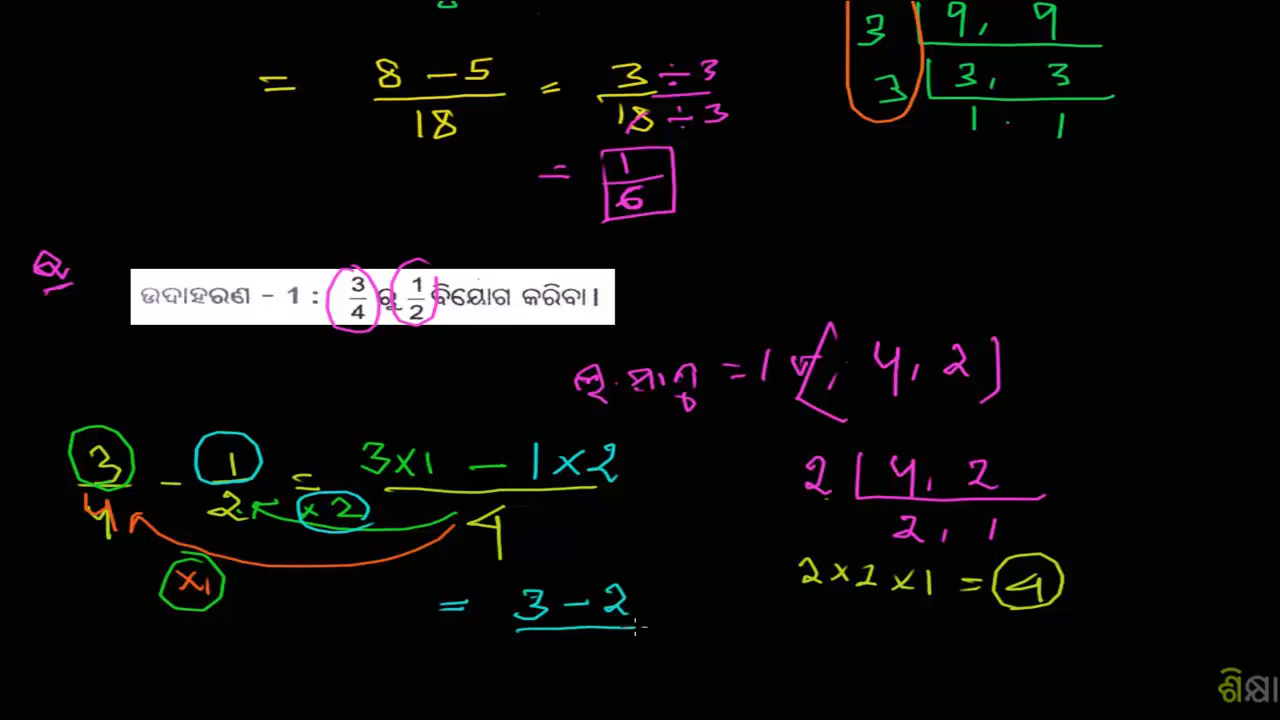 3 | 9, 9
= 8 - 5 / 18 = 3 ÷ 3 / 18 ÷ 3
3 | 3, 3
1 . 1
= 1/6
ଉଦାହରଣ - 1 : 3/4 ରୁ 1/2 ବିୟୋଗ କରିବା।
= 4, 2
3/4 - 1/2 = 3×1 - 1×2 / 4
×2
2 | 4, 2
2, 1
×1
2×2×1 = 4
= 3 - 2
ଶିକ୍ଷା